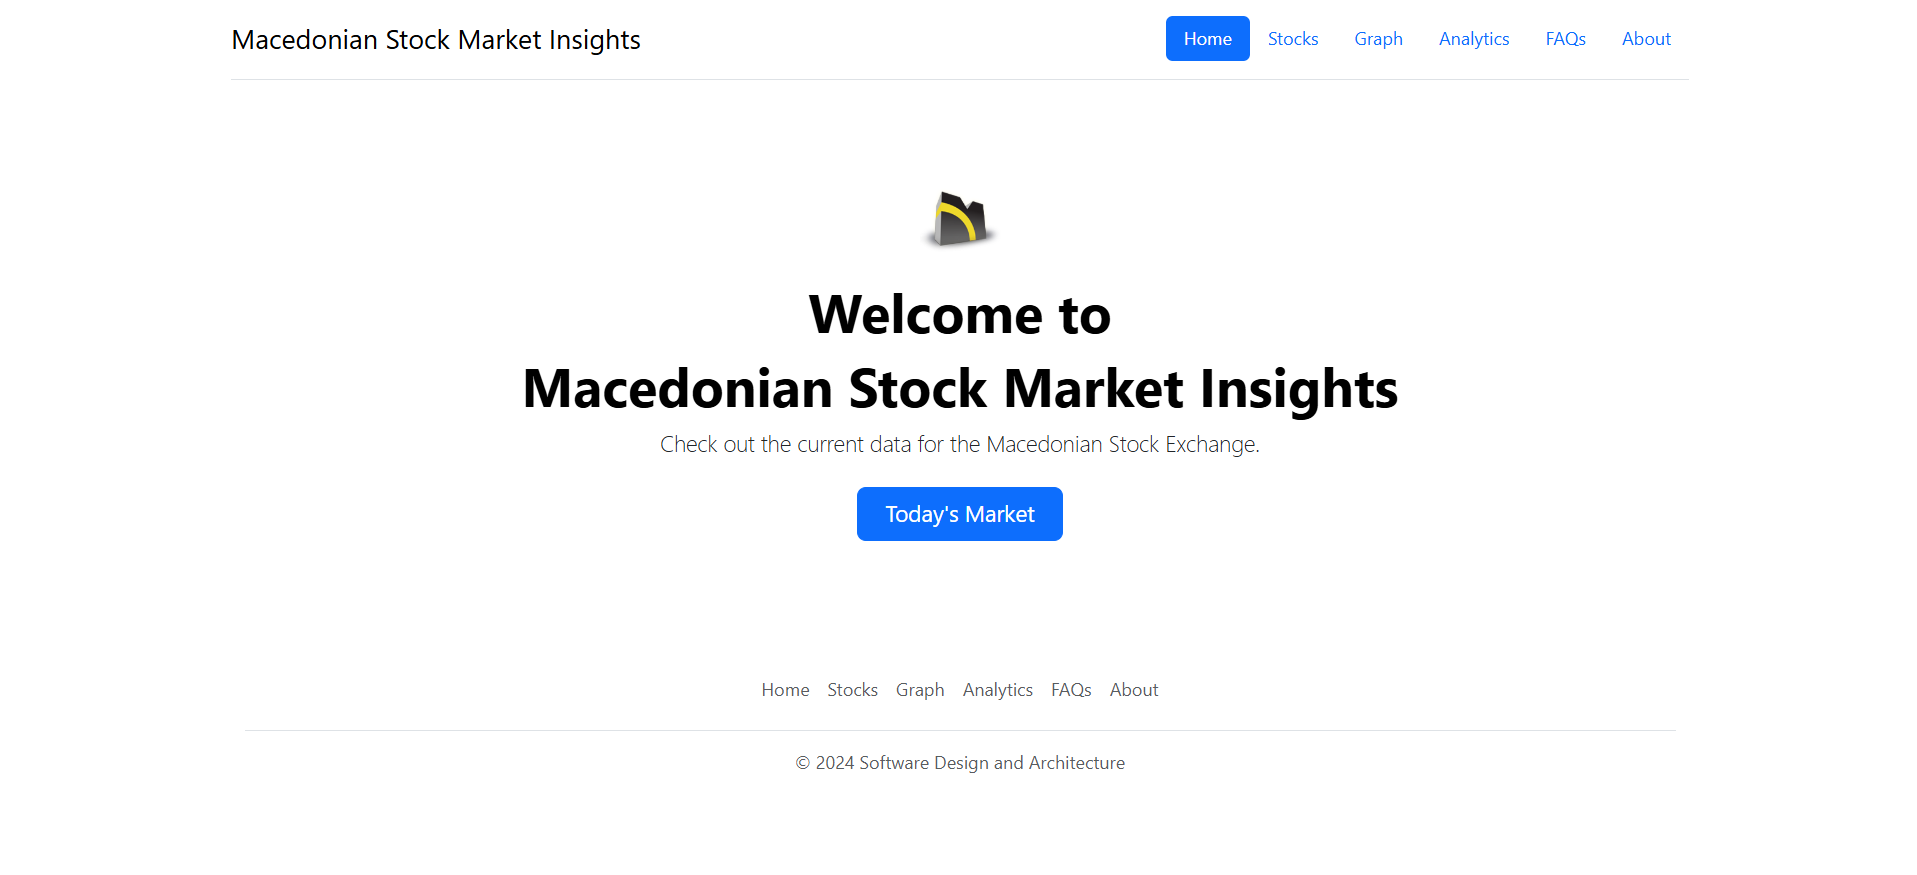 Macedonian Stock Market Insights
Home Stocks Graph Analytics FAQs About
Welcome to
Macedonian Stock Market Insights
Check out the current data for the Macedonian Stock Exchange.
Today's Market
Home Stocks Graph Analytics FAQs About
© 2024 Software Design and Architecture